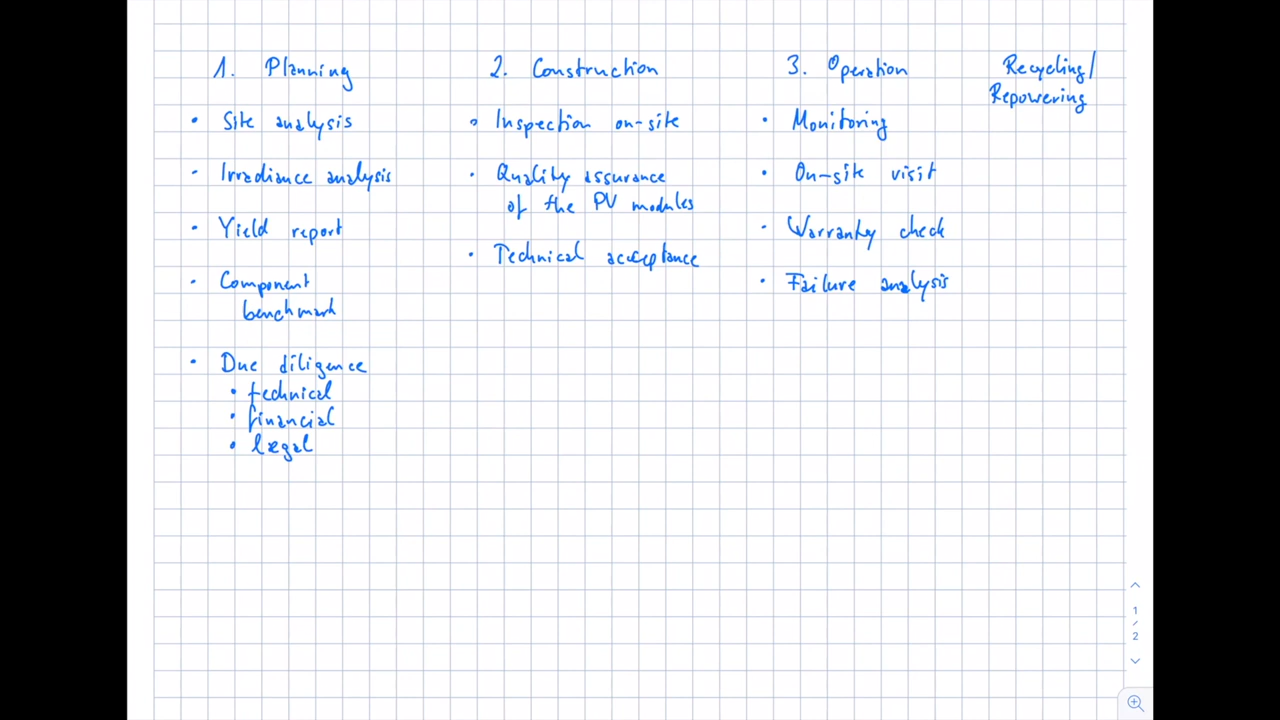 1. Planning
• Site analysis
• Irradiance analysis
• Yield report
• Component
benchmark
• Due diligence
• technical
• financial
• legal
2. Construction
• Inspection on-site
• Quality assurance
of the PV modules
• Technical acceptance
3. Operation
• Monitoring
• On-site visit
• Warranty check
• Failure analysis
Recycling/
Repowering
1
/
2